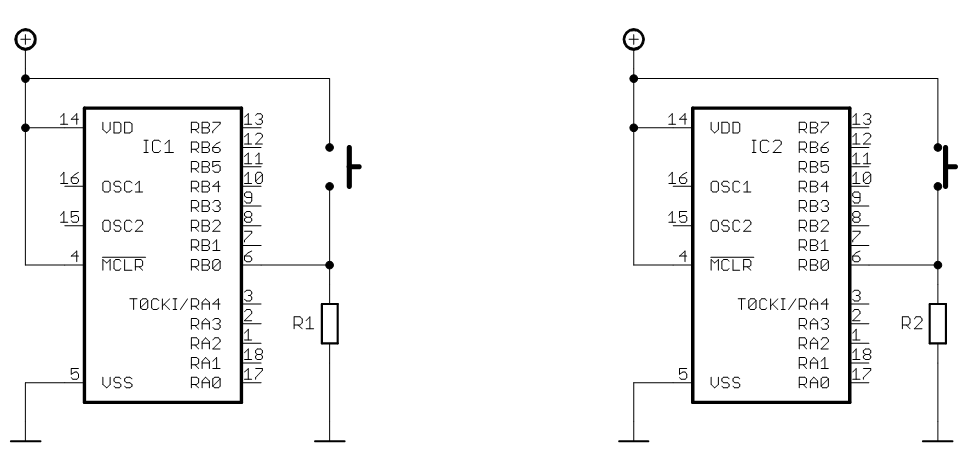 14 VDD RB7 13
IC1 RB6 12
RB5 11
16 OSC1 RB4 10
RB3 9
15 OSC2 RB2 8
RB1 7
4 MCLR RB0 6
T0CKI/RA4 3
RA3 2
R1
RA2 1
RA1 18
5 VSS RA0 17
14 VDD RB7 13
IC2 RB6 12
RB5 11
16 OSC1 RB4 10
RB3 9
15 OSC2 RB2 8
RB1 7
4 MCLR RB0 6
T0CKI/RA4 3
RA3 2
R2
RA2 1
RA1 18
5 VSS RA0 17